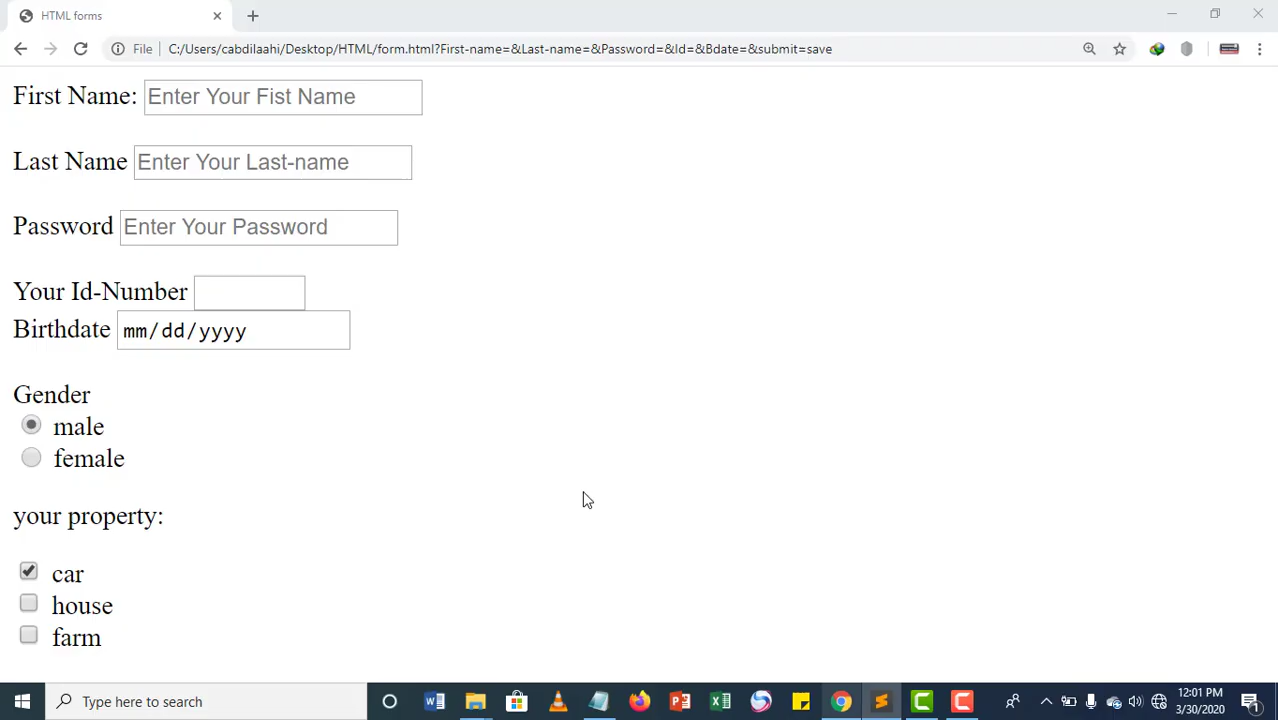 HTML forms
File C:/Users/cabdilaahi/Desktop/HTML/form.html?First-name=&Last-name=&Password=&Id=&Bdate=&submit=save
First Name: Enter Your Fist Name
Last Name Enter Your Last-name
Password Enter Your Password
Your Id-Number
Birthdate mm/dd/yyyy
Gender
male
female
your property:
car
house
farm
Type here to search
12:01 PM
3/30/2020
1